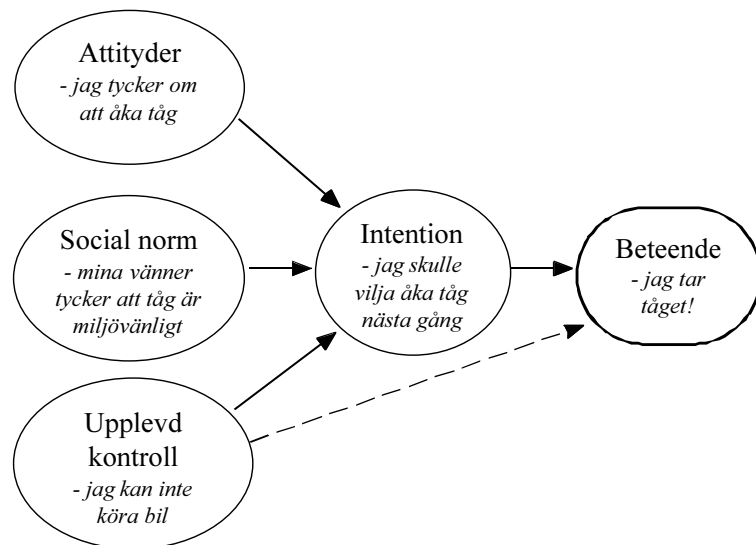 Attityder
- jag tycker om
att åka tåg
Social norm
- mina vänner
tycker att tåg är
miljövänligt
Upplevd
kontroll
- jag kan inte
köra bil
Intention
- jag skulle
vilja åka tåg
nästa gång
Beteende
- jag tar
tåget!